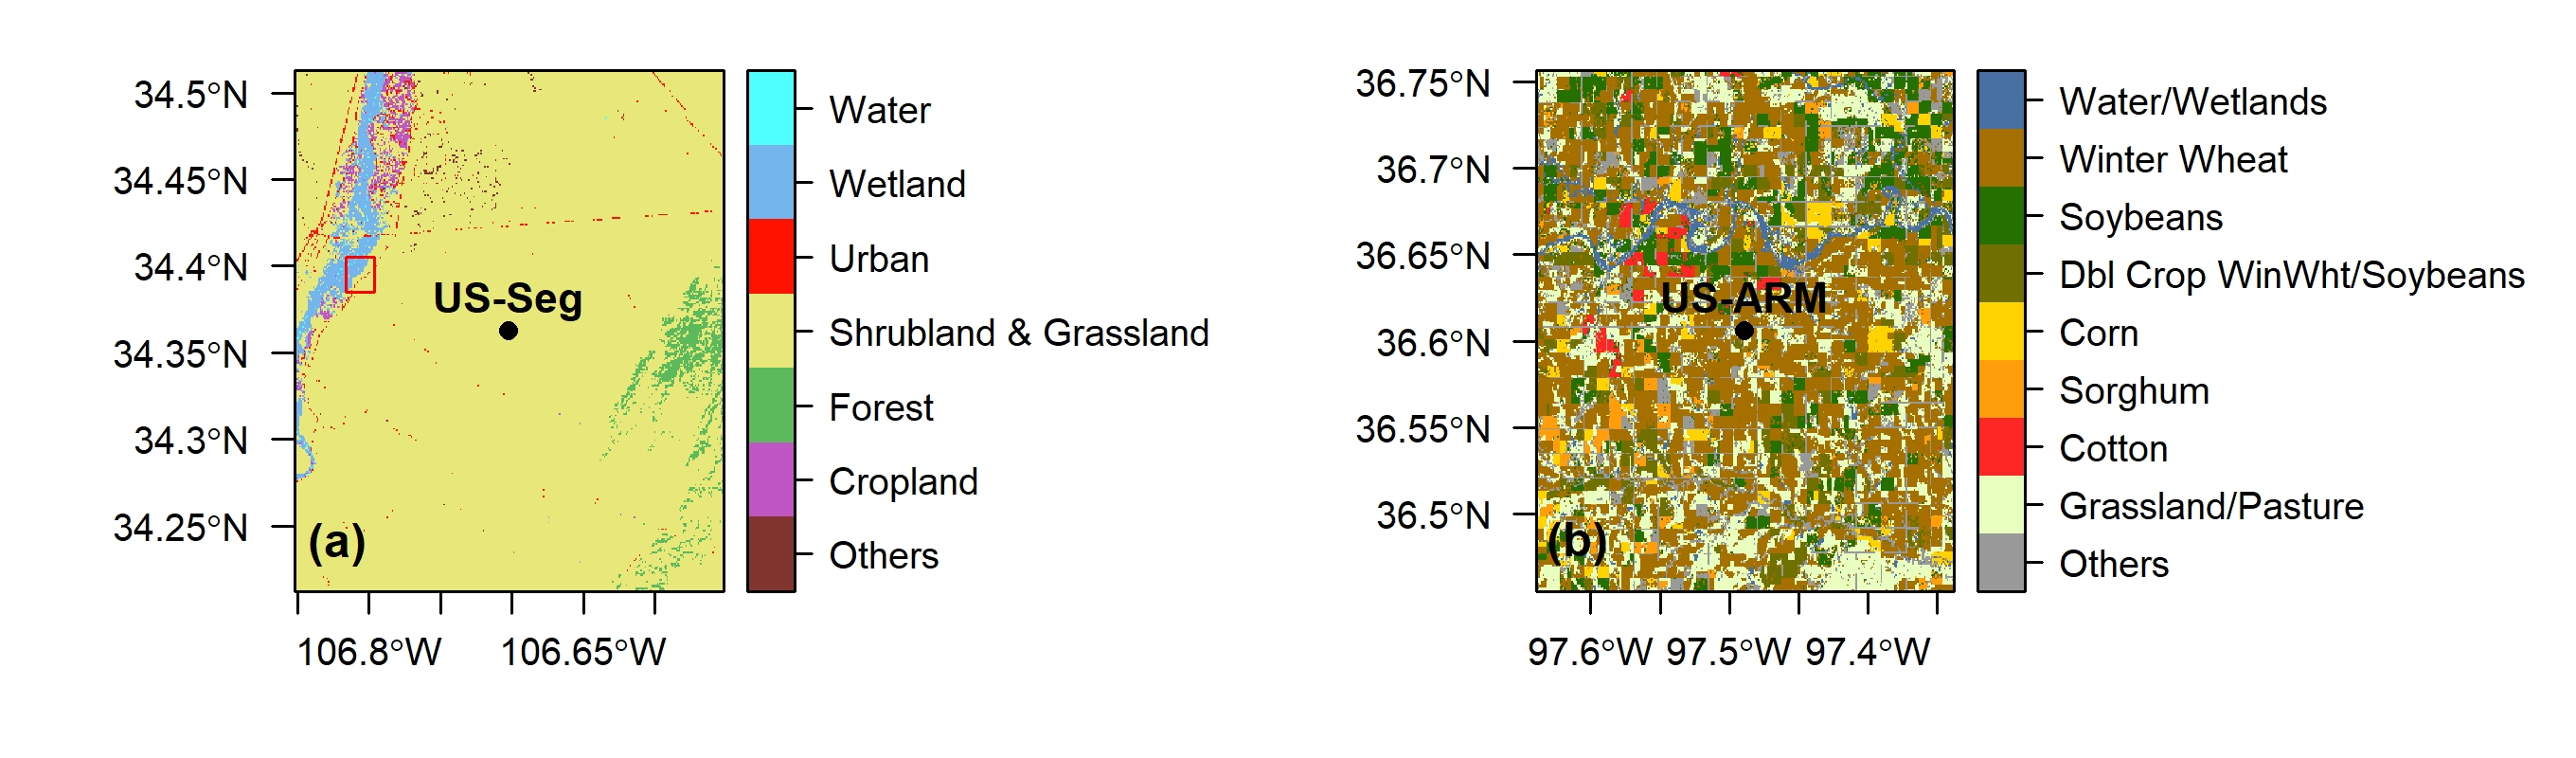 34.5°N
34.45°N
34.4°N
34.35°N
34.3°N
34.25°N
US-Seg
(a)
106.8°W 106.65°W
Water
Wetland
Urban
Shrubland & Grassland
Forest
Cropland
Others
36.75°N
36.7°N
36.65°N
36.6°N
36.55°N
36.5°N
US-ARM
(b)
97.6°W 97.5°W 97.4°W
Water/Wetlands
Winter Wheat
Soybeans
Dbl Crop WinWht/Soybeans
Corn
Sorghum
Cotton
Grassland/Pasture
Others